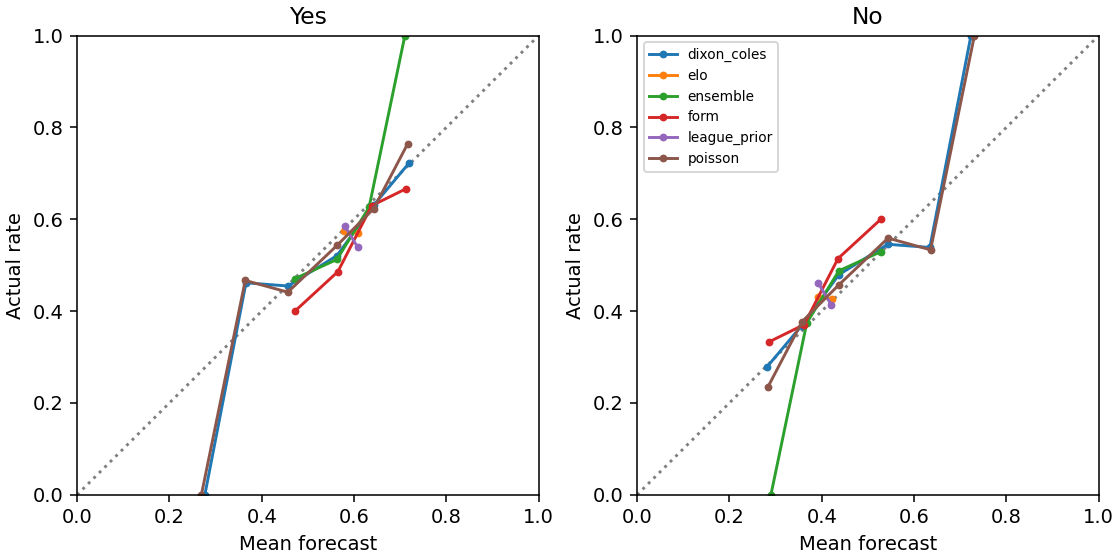 Yes
1.0
0.8
0.6
0.4
0.2
0.0
Actual rate
0.0 0.2 0.4 0.6 0.8 1.0
Mean forecast
No
1.0
0.8
0.6
0.4
0.2
0.0
Actual rate
dixon_coles
elo
ensemble
form
league_prior
poisson
0.0 0.2 0.4 0.6 0.8 1.0
Mean forecast